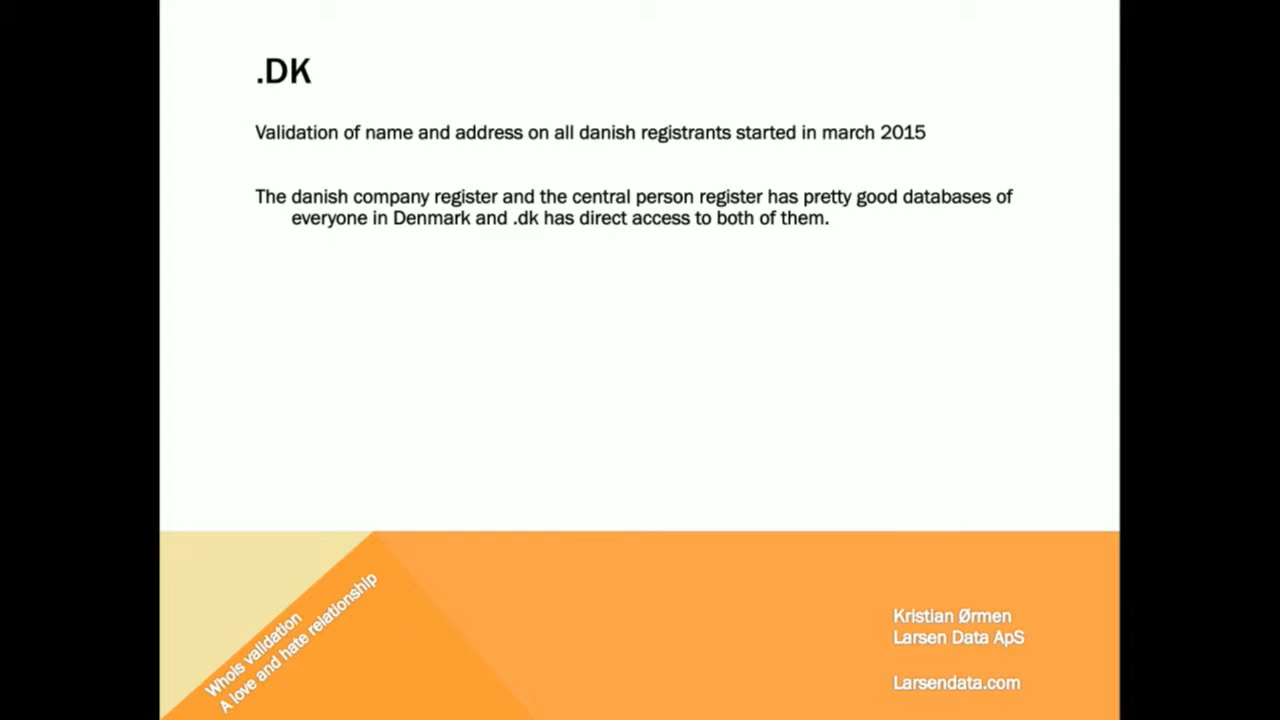 .DK
Validation of name and address on all danish registrants started in march 2015
The danish company register and the central person register has pretty good databases of
everyone in Denmark and .dk has direct access to both of them.
Whois validation
A love and hate relationship
Kristian Ørmen
Larsen Data ApS
Larsendata.com